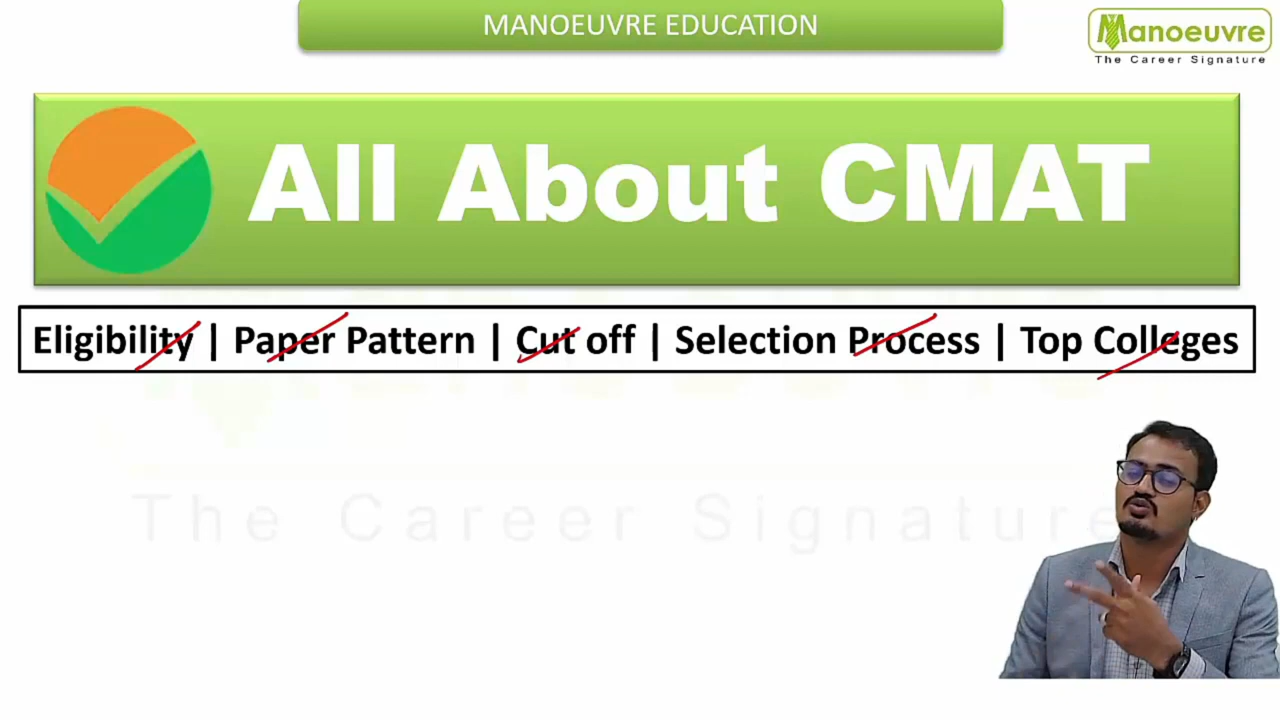 MANOEUVRE EDUCATION
Manoeuvre
The Career Signature
All About CMAT
Eligibility | Paper Pattern | Cut off | Selection Process | Top Colleges
The Career Signature